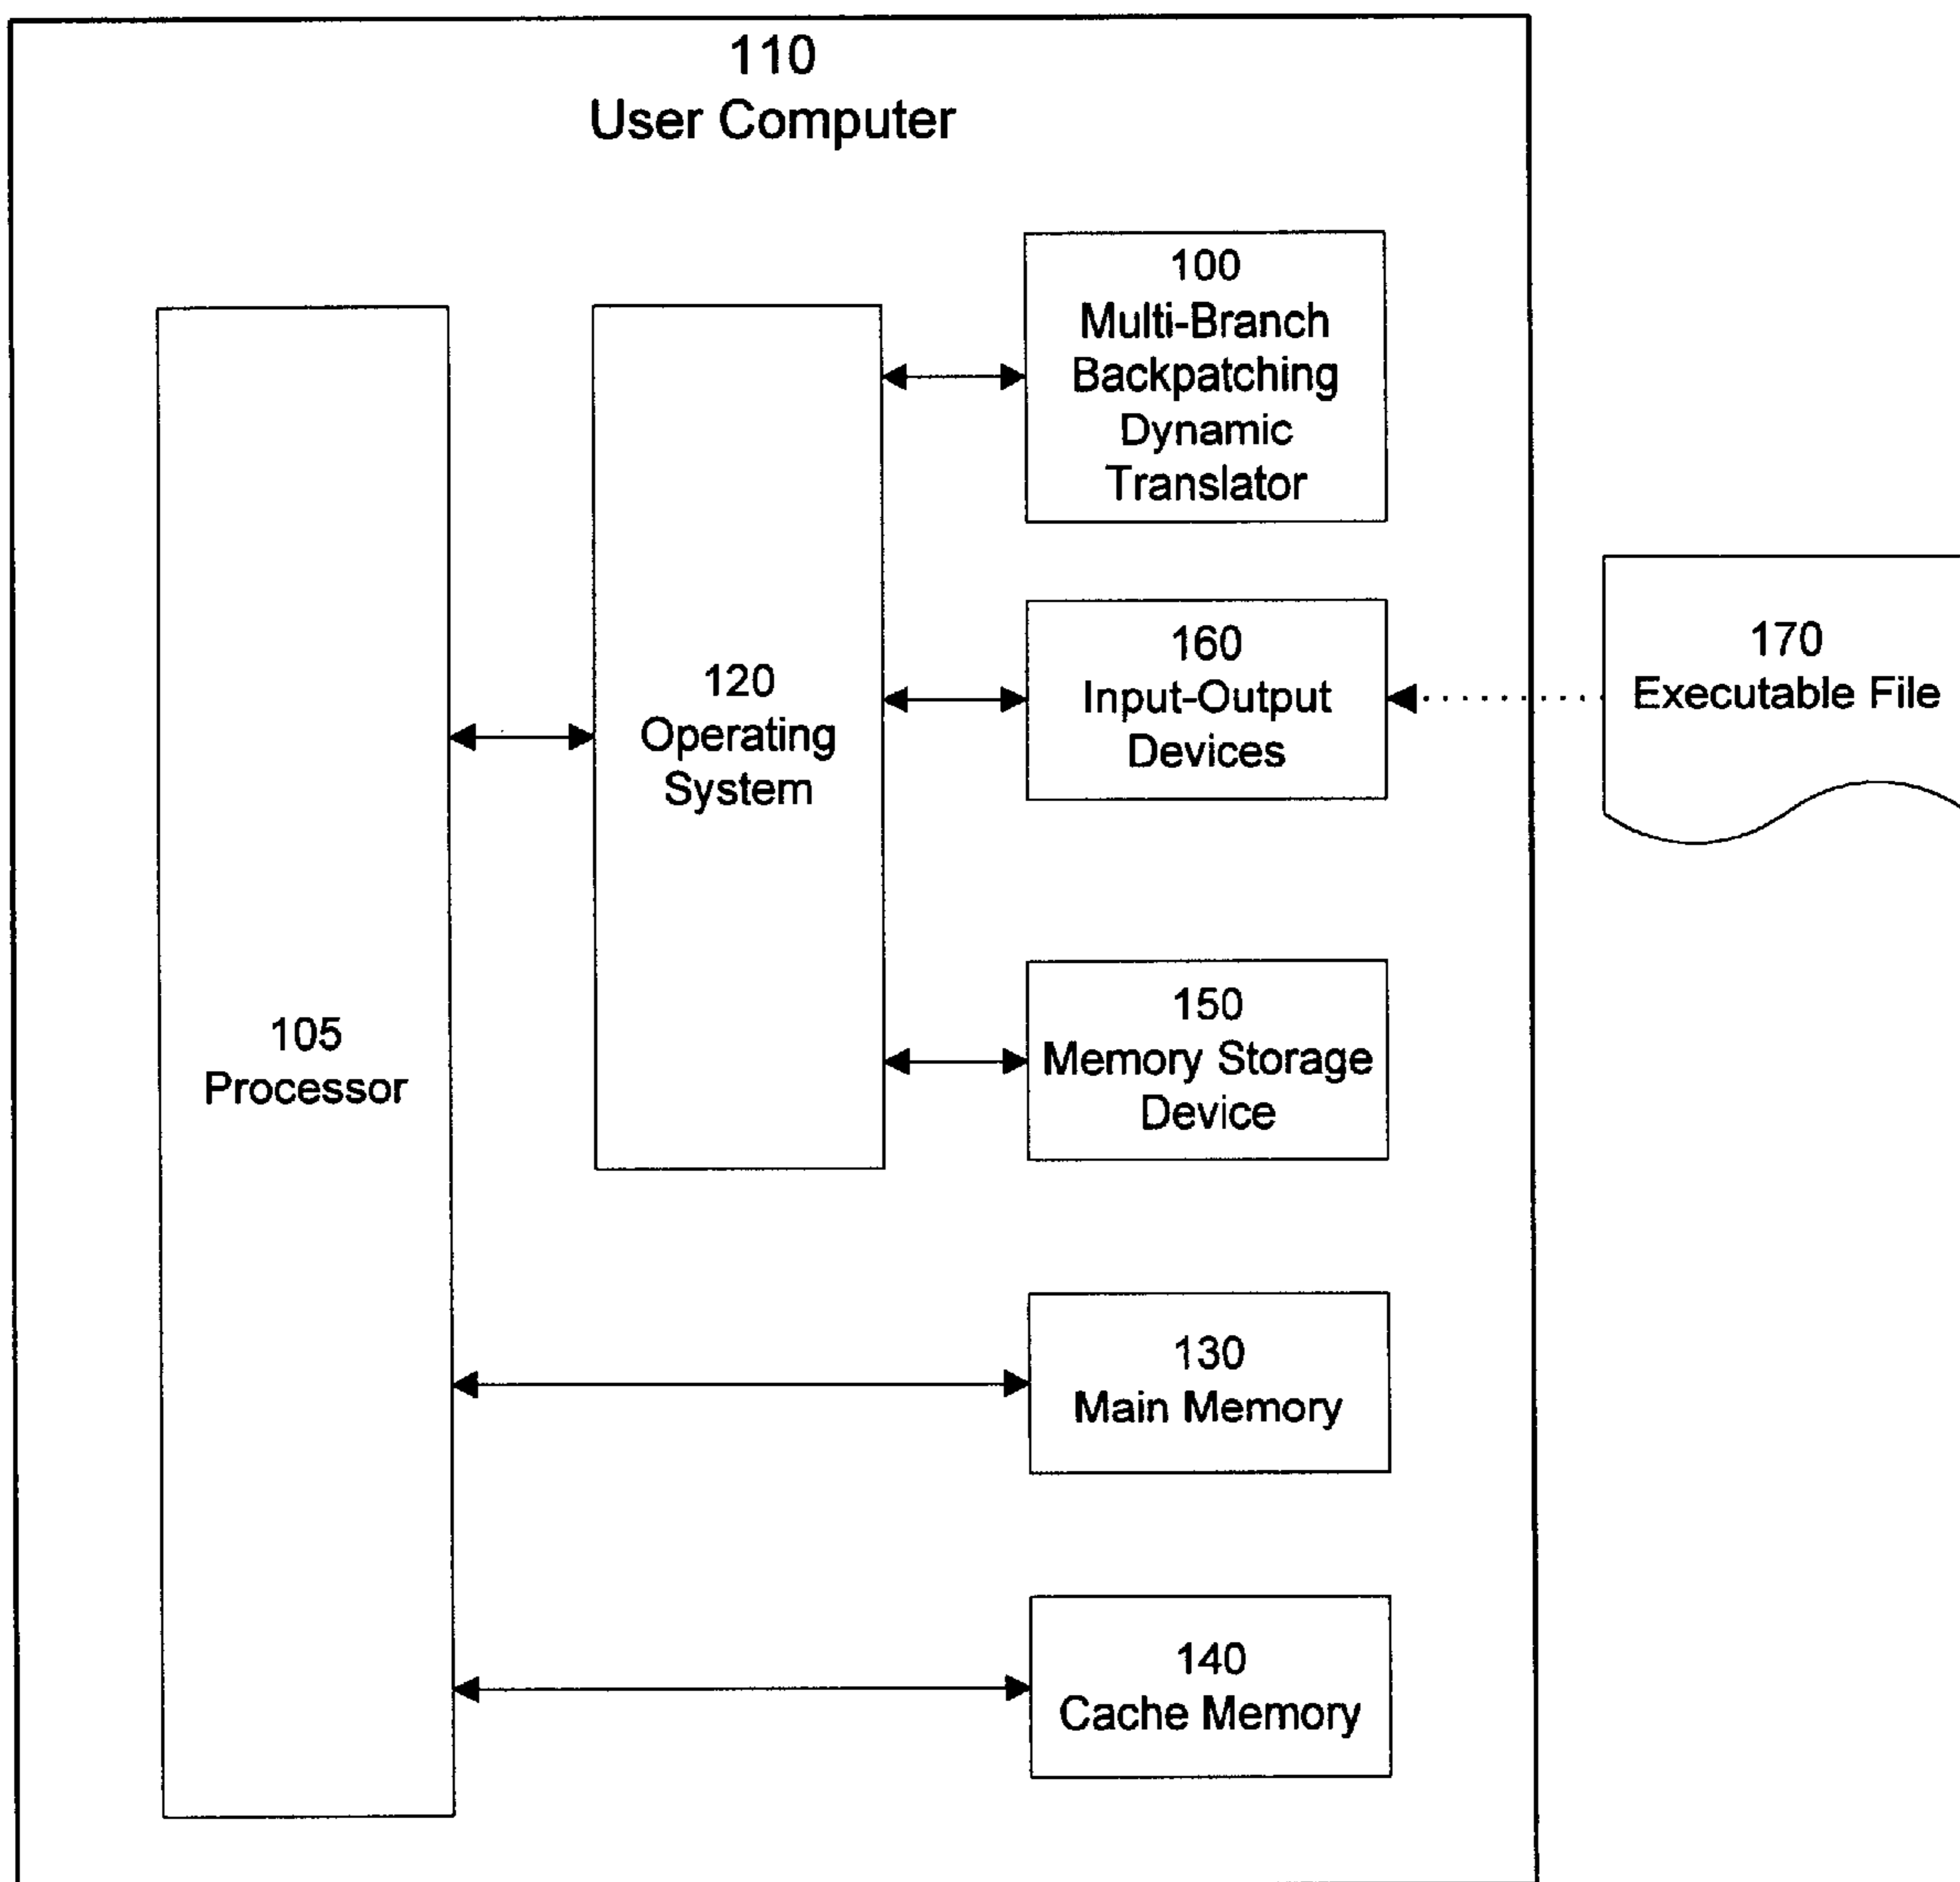 110
User Computer
100
Multi-Branch
Backpatching
Dynamic
Translator
160
Input-Output
Devices
170
Executable File
120
Operating
System
150
Memory Storage
Device
105
Processor
130
Main Memory
140
Cache Memory